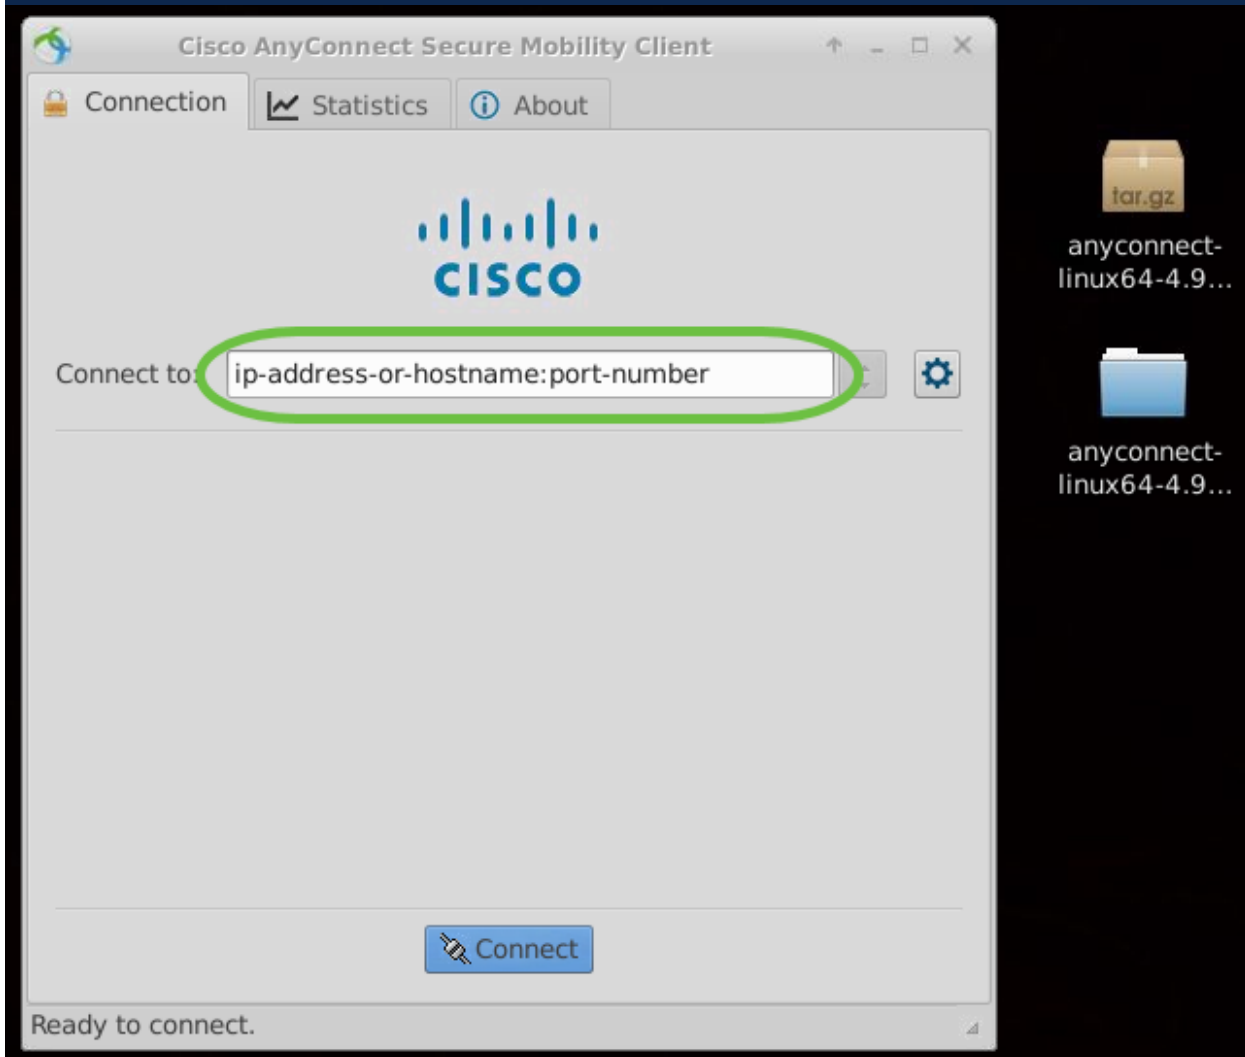 Cisco AnyConnect Secure Mobility Client
Connection
Statistics
About
CISCO
Connect to:
ip-address-or-hostname:port-number
Connect
Ready to connect.
tar.gz
anyconnect-
linux64-4.9...
anyconnect-
linux64-4.9...